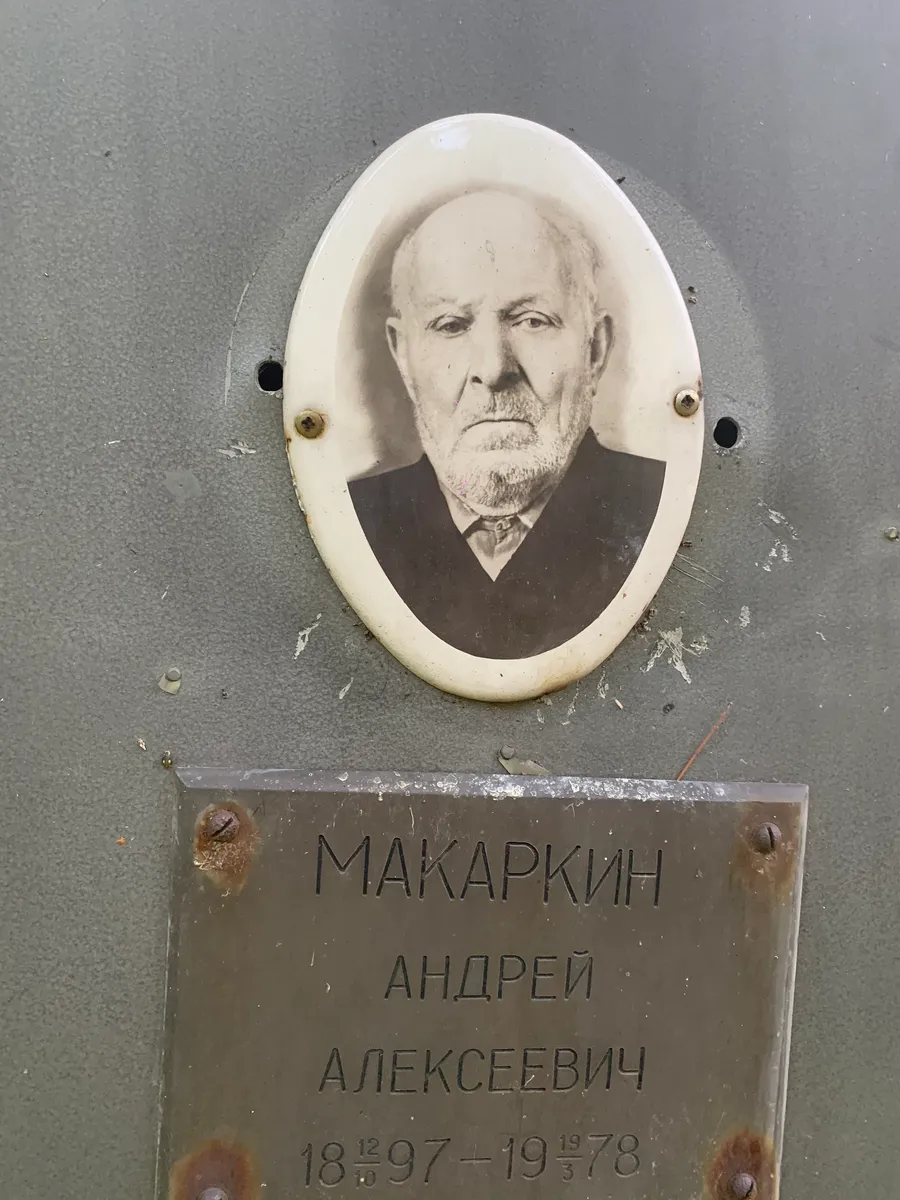 МАКАРКИН
АНДРЕЙ
АЛЕКСЕЕВИЧ
18 12/10 97 – 19 19/3 78